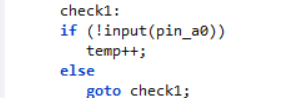 check1:
if (!input(pin_a0))
temp++;
else
goto check1;